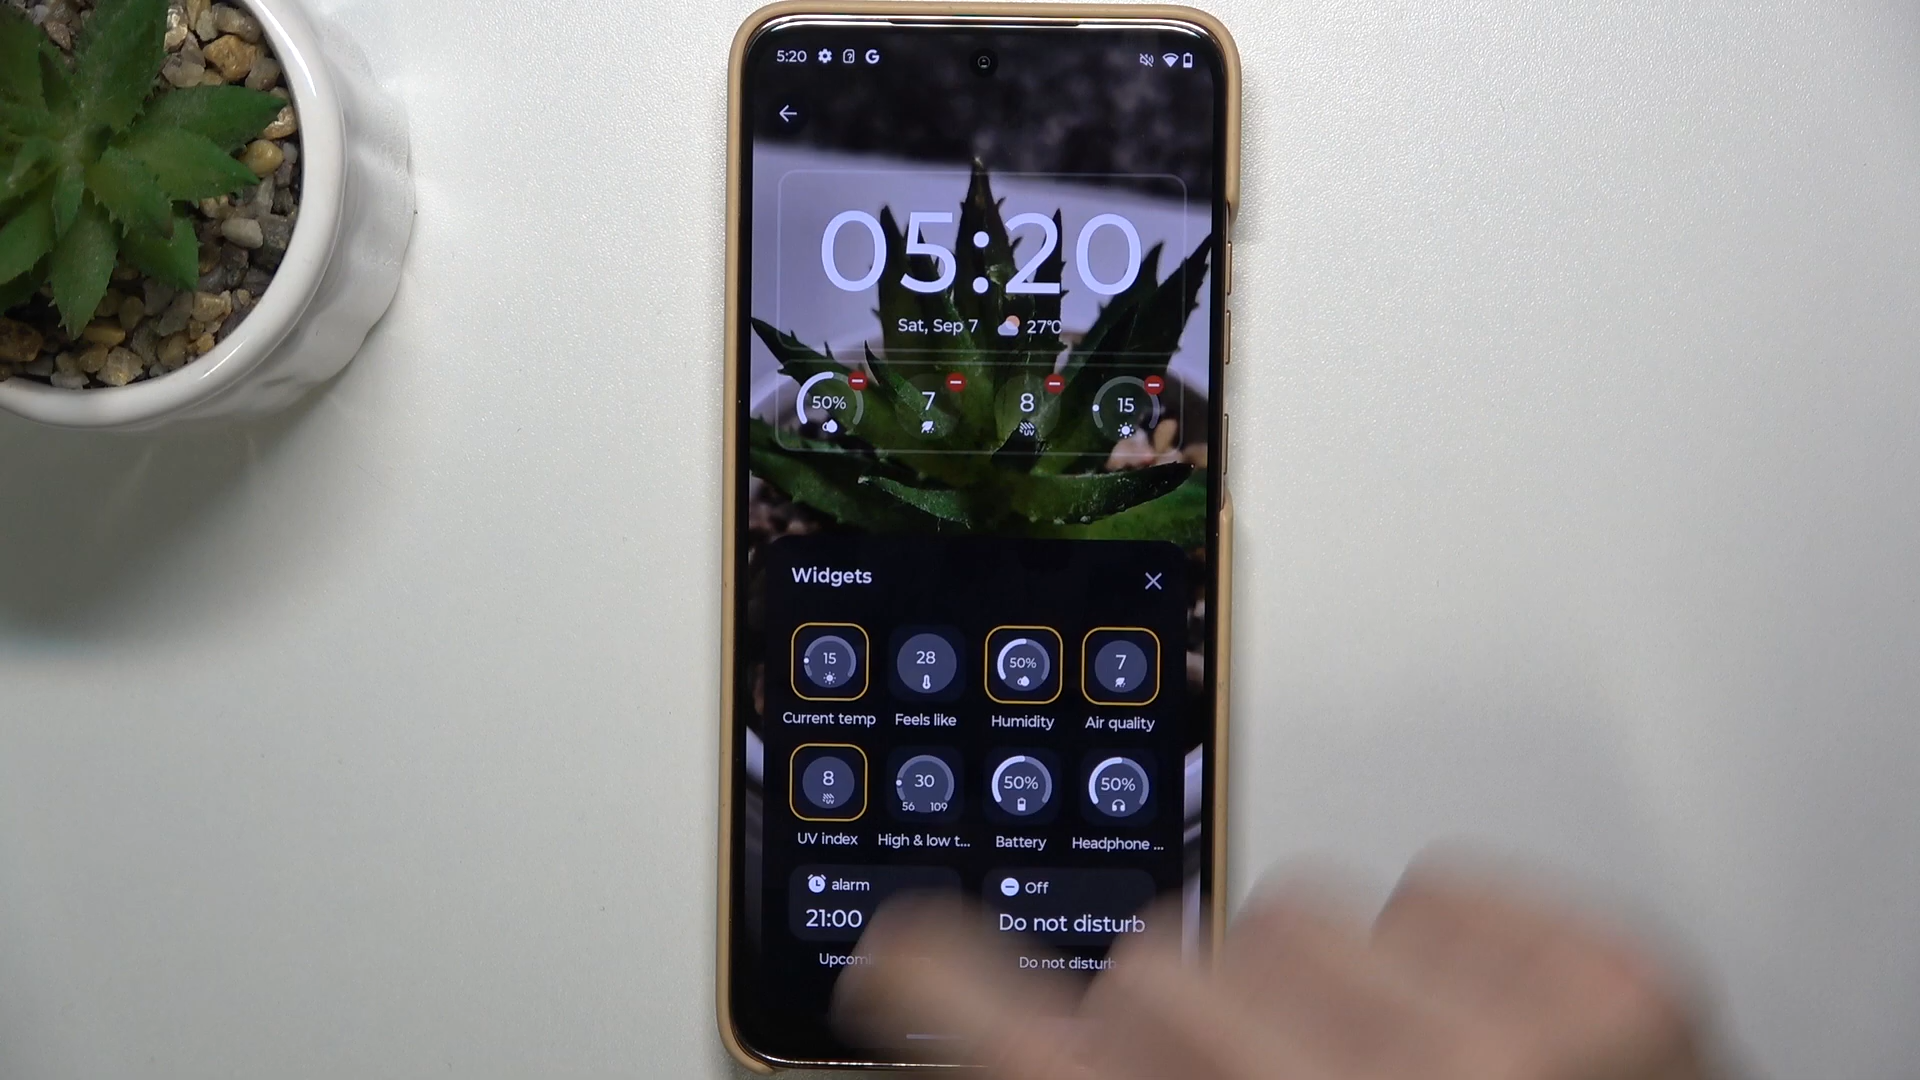 5:20
05:20
Sat, Sep 7 27°C
50% 7 8 15
UV
Widgets
15 28 50% 7
Current temp Feels like Humidity Air quality
8 30 50% 50%
UV 56 109
UV index High & low t... Battery Headphone ...
alarm Off
21:00 Do not disturb
Upcomi Do not disturb